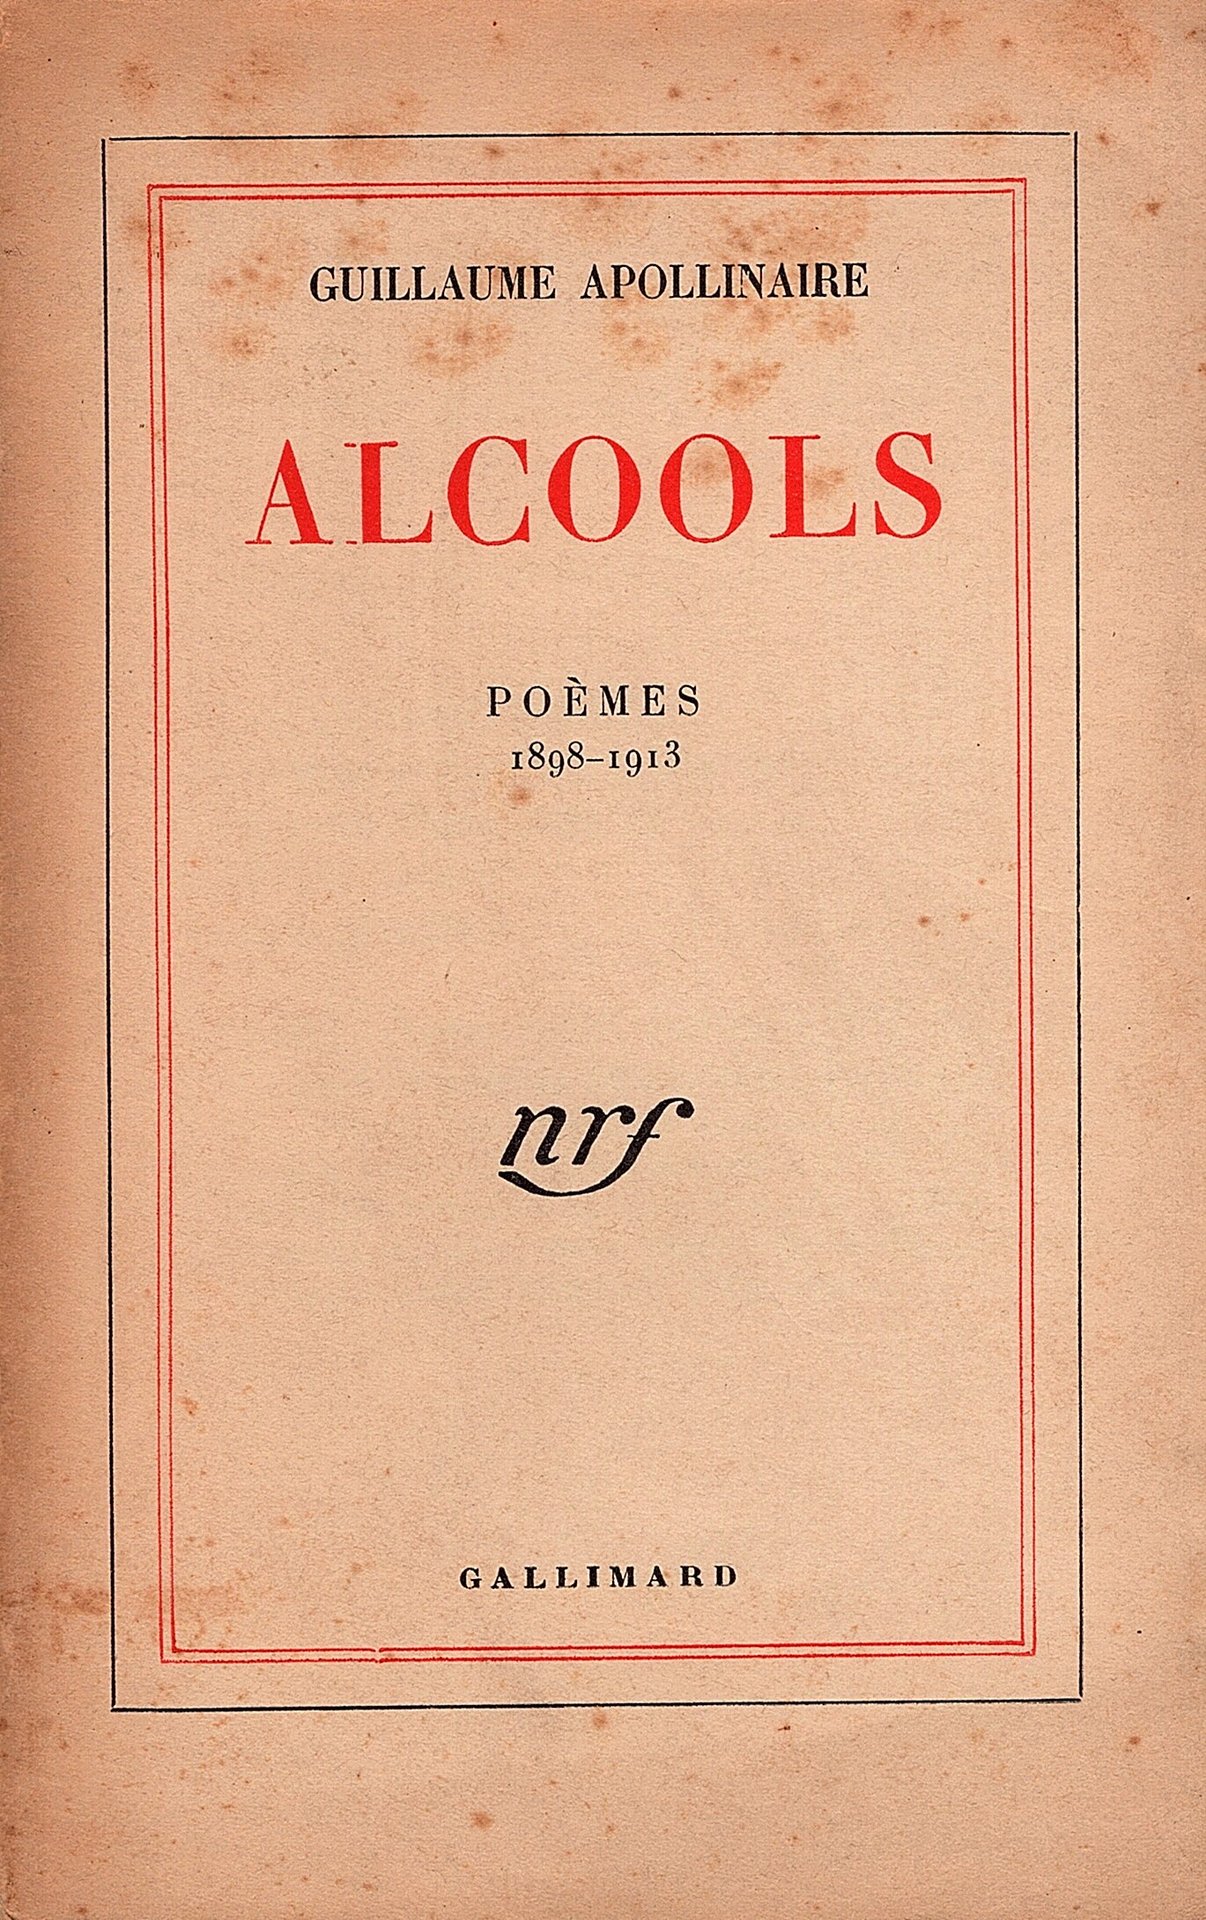 GUILLAUME APOLLINAIRE
ALCOOLS
POÈMES
1898–1913
nrf
GALLIMARD